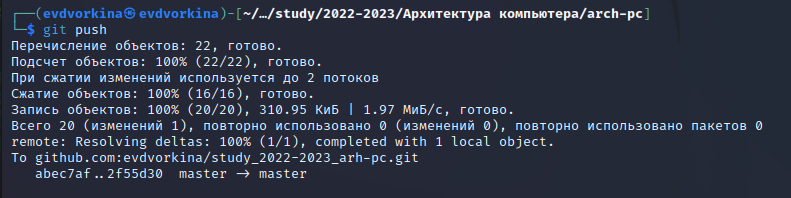 ┌──(evdvorkina㉿evdvorkina)-[~/…/study/2022-2023/Архитектура компьютера/arch-pc]
└─$ git push
Перечисление объектов: 22, готово.
Подсчет объектов: 100% (22/22), готово.
При сжатии изменений используется до 2 потоков
Сжатие объектов: 100% (16/16), готово.
Запись объектов: 100% (20/20), 310.95 КиБ | 1.97 МиБ/с, готово.
Всего 20 (изменений 1), повторно использовано 0 (изменений 0), повторно использовано пакетов 0
remote: Resolving deltas: 100% (1/1), completed with 1 local object.
To github.com:evdvorkina/study_2022-2023_arh-pc.git
   abec7af..2f55d30  master -> master